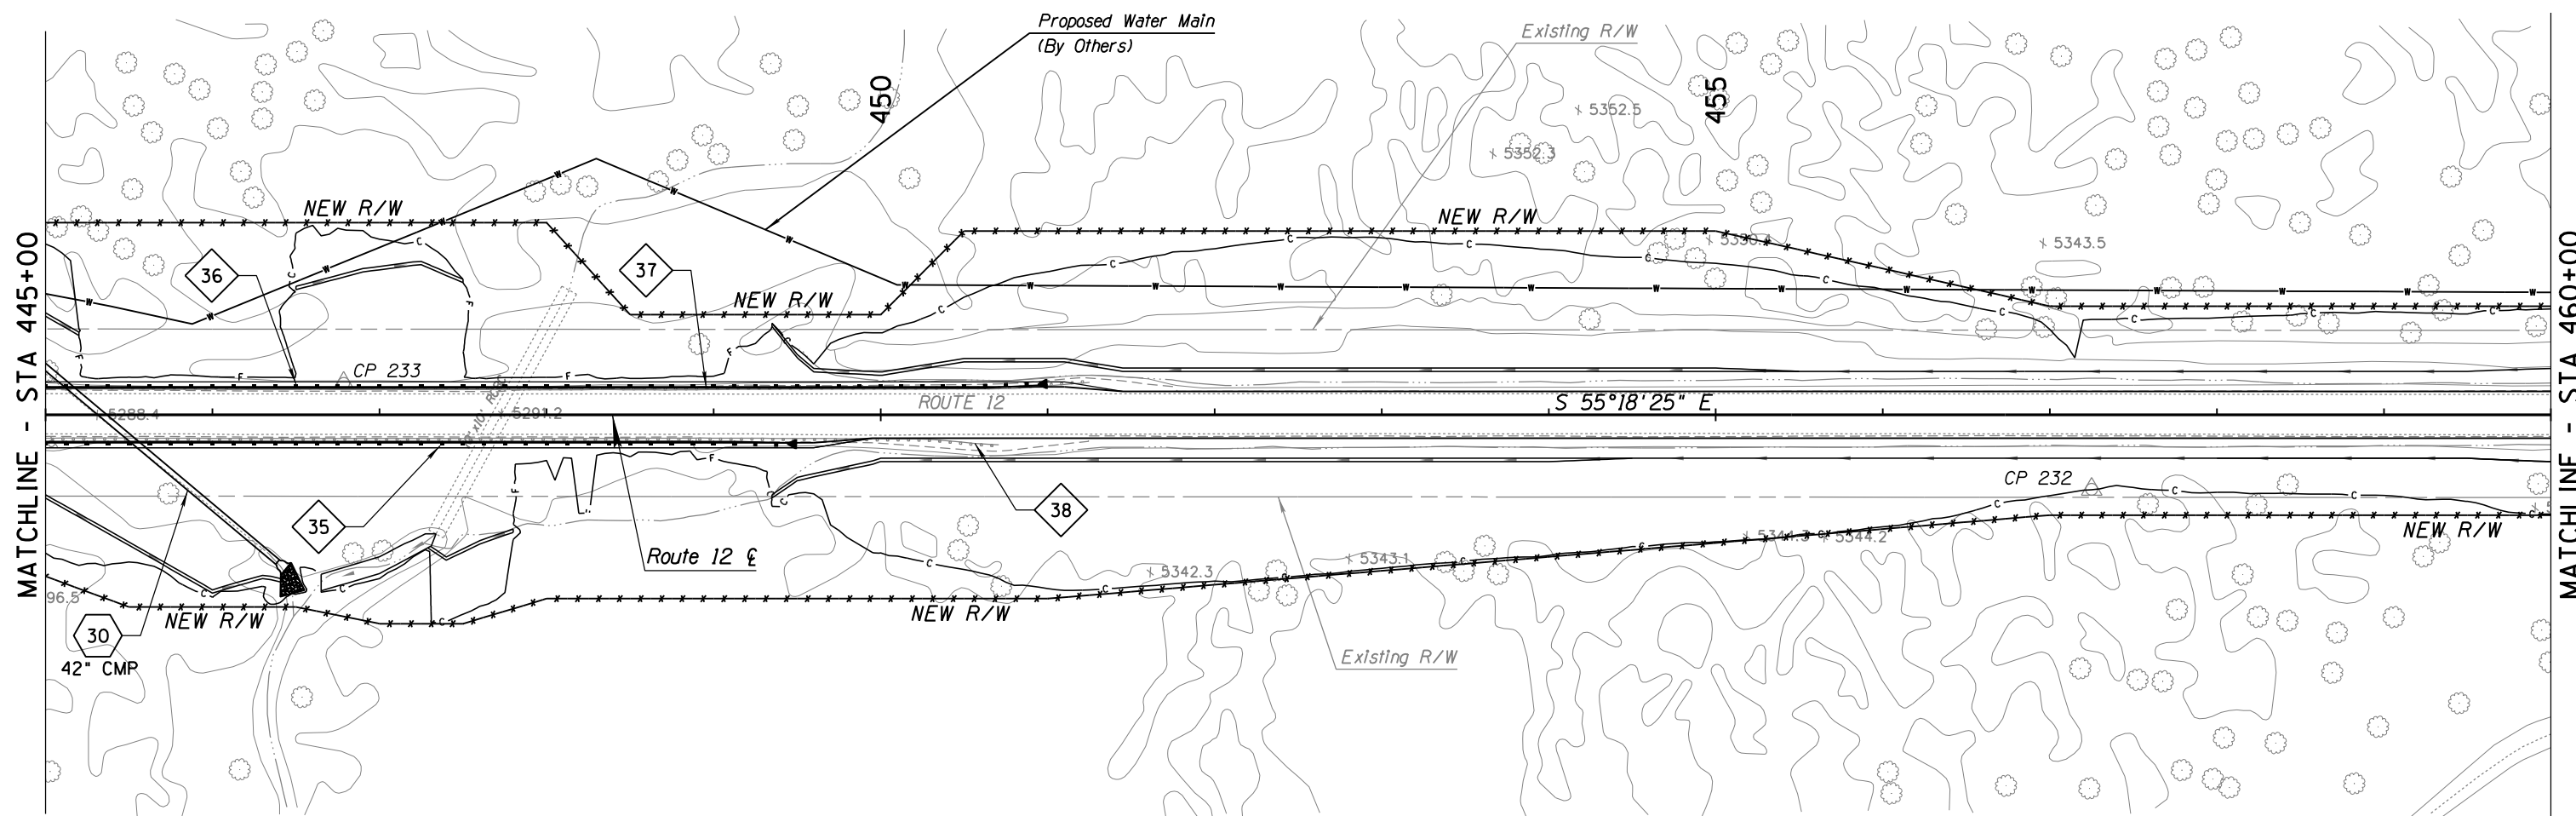 Proposed Water Main
(By Others)
Existing R/W
450
455
5352.5
5352.3
NEW R/W
NEW R/W
5343.5
36
37
NEW R/W
MATCHLINE - STA 445+00
MATCHLINE - STA 460+00
CP 233
ROUTE 12
S 55°18'25" E
5288.4
5291.2
CP 232
35
38
NEW R/W
Route 12 ℄
5344.2
5343.1
5342.3
96.5
NEW R/W
NEW R/W
30
42" CMP
Existing R/W